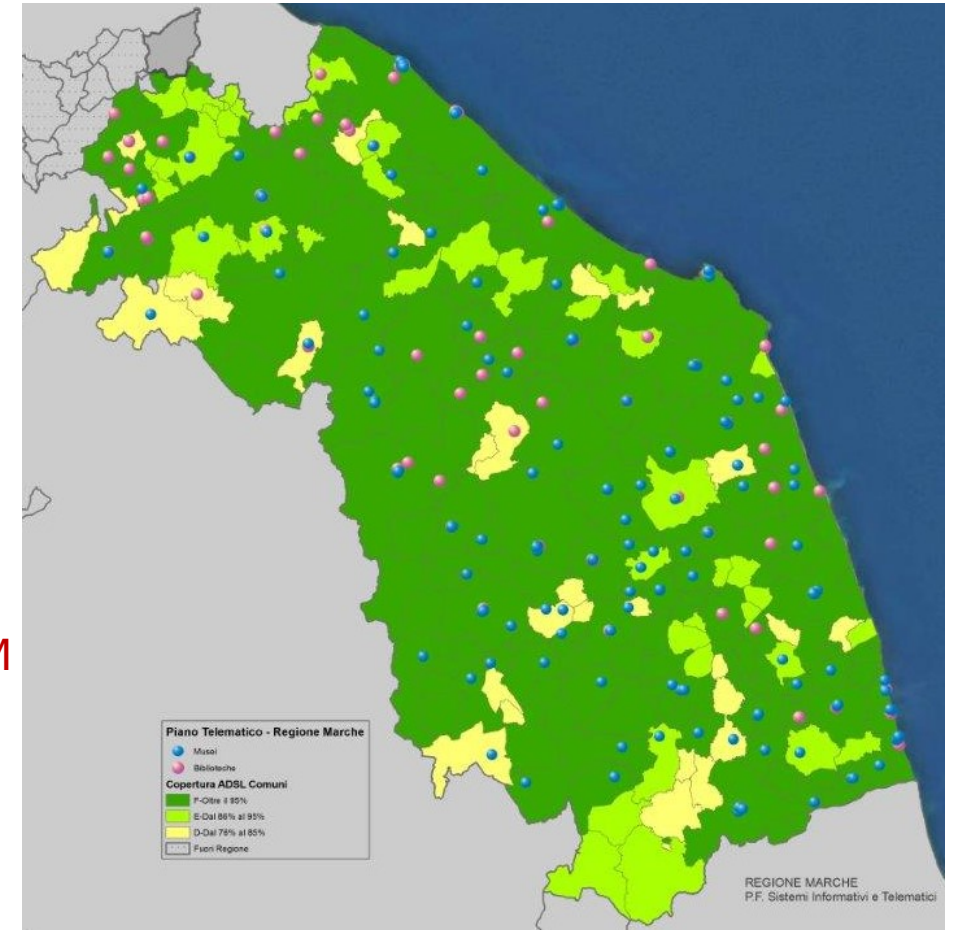 M
Piano Telematico - Regione Marche
Musei
Biblioteche
Copertura ADSL Comuni
F-Oltre il 95%
E-Dal 86% al 95%
D-Dal 76% al 85%
Fuori Regione
REGIONE MARCHE
P.F. Sistemi Informativi e Telematici